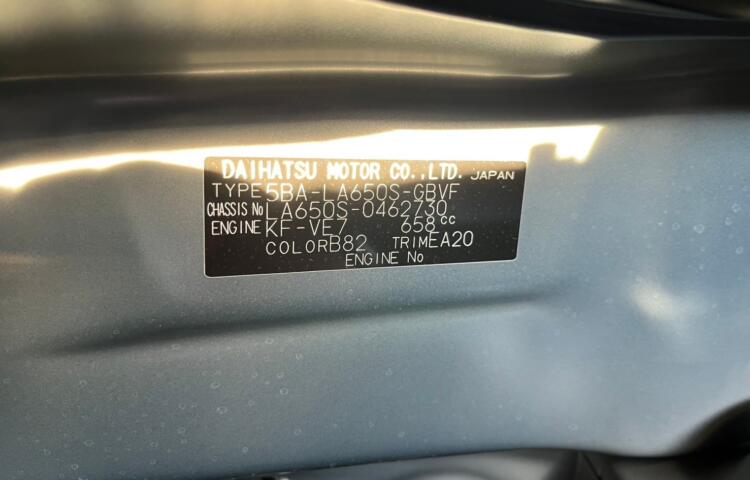 DAIHATSU MOTOR CO.,LTD. JAPAN
TYPE 5BA-LA650S-GBVF
CHASSIS No LA650S-0462730
ENGINE KF-VE7 658cc
COLOR B82 TRIM EA20
ENGINE No